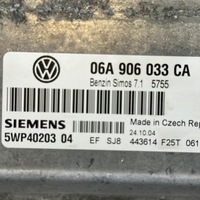 06A 906 033 CA
Benzin Simos 7.1 5755
Made in Czech Rep
SIEMENS 24.10.04
5WP40203 04 EF SJ8 443614 F25T 061